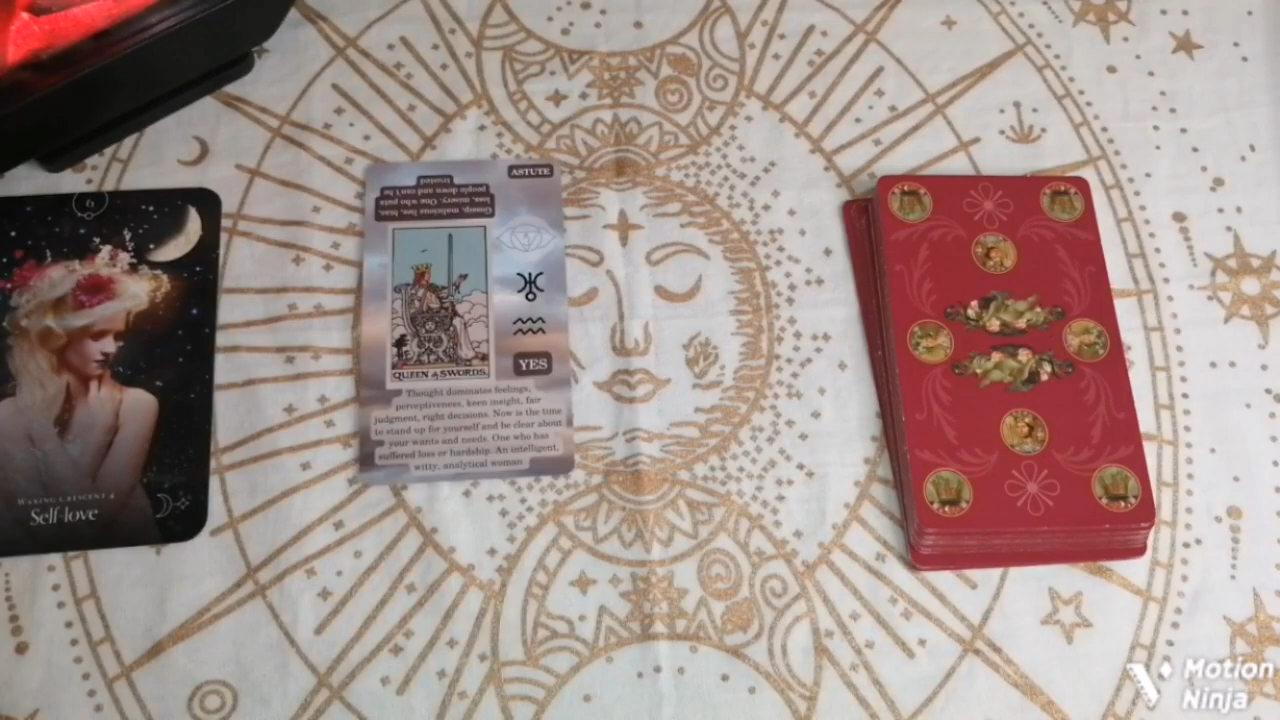 6
WAXING CRESCENT 4
Self-love
ASTUTE
Gossip, malicious lies, bias,
loss, misery. One who puts
people down and can't be
trusted
QUEEN of SWORDS.
YES
Thought dominates feelings,
perceptiveness, keen insight, fair
judgment, right decisions. Now is the time
to stand up for yourself and be clear about
your wants and needs. One who has
suffered loss or hardship. An intelligent,
witty, analytical woman
Motion
Ninja